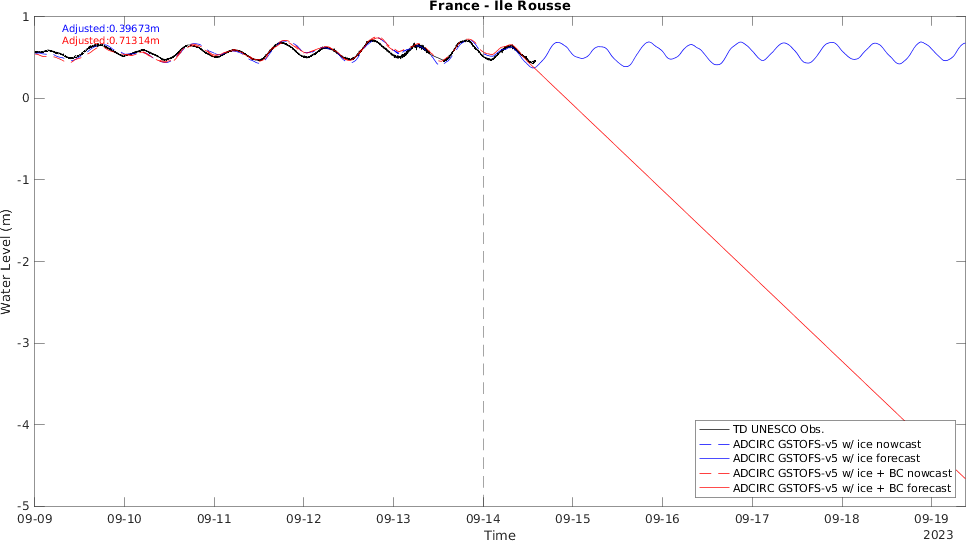 France - Ile Rousse
Adjusted:0.39673m
Adjusted:0.71314m
1
0
-1
-2
-3
-4
-5
Water Level (m)
TD UNESCO Obs.
ADCIRC GSTOFS-v5 w/ ice nowcast
ADCIRC GSTOFS-v5 w/ ice forecast
ADCIRC GSTOFS-v5 w/ ice + BC nowcast
ADCIRC GSTOFS-v5 w/ ice + BC forecast
09-09 09-10 09-11 09-12 09-13 09-14 09-15 09-16 09-17 09-18 09-19
Time 2023